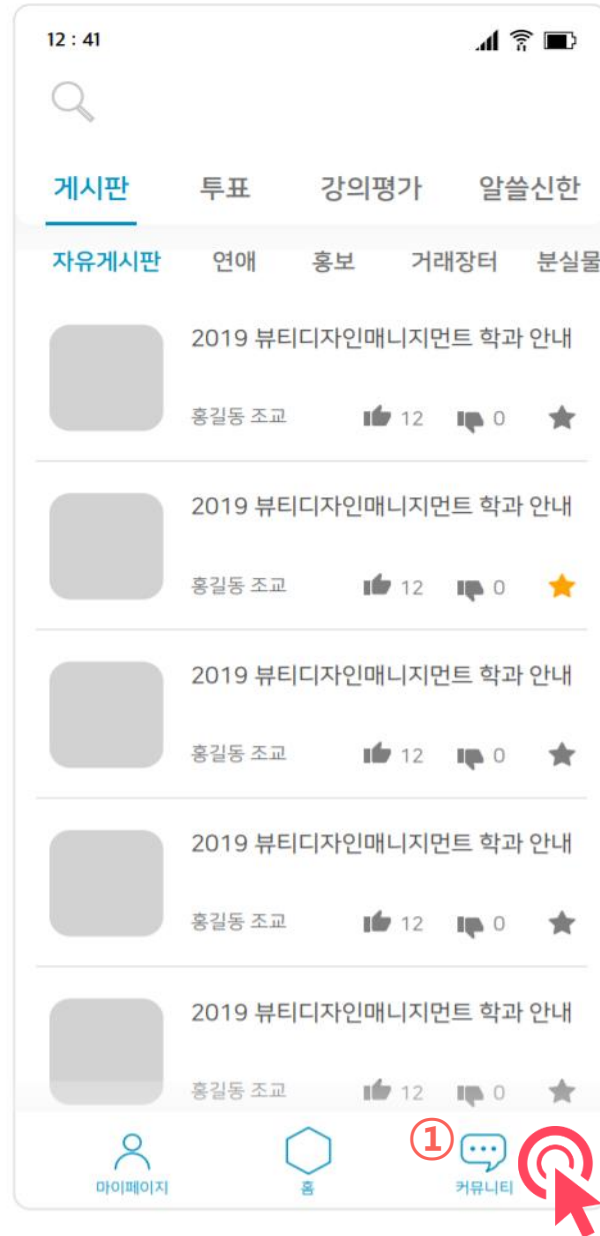 12 : 41
게시판 투표 강의평가 알쓸신한
자유게시판 연애 홍보 거래장터 분실물
2019 뷰티디자인매니지먼트 학과 안내
홍길동 조교 12 0
2019 뷰티디자인매니지먼트 학과 안내
홍길동 조교 12 0
2019 뷰티디자인매니지먼트 학과 안내
홍길동 조교 12 0
2019 뷰티디자인매니지먼트 학과 안내
홍길동 조교 12 0
2019 뷰티디자인매니지먼트 학과 안내
홍길동 조교 12 0
①
마이페이지 홈 커뮤니티